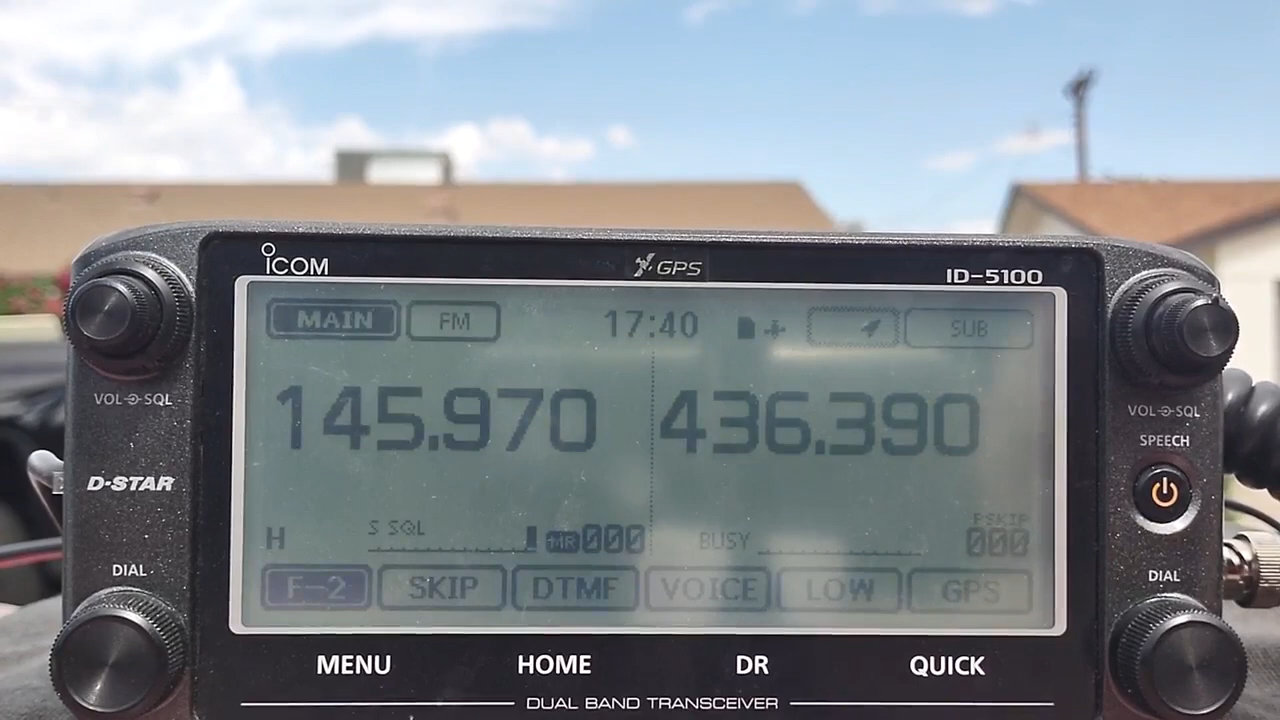 ICOM
GPS
ID-5100
MAIN FM 17:40 SUB
145.970 436.390
VOL SQL
VOL SQL
SPEECH
D-STAR
H S SQL MR 000 BUSY PSKIP 000
F-2 SKIP DTMF VOICE LOW GPS
DIAL
DIAL
MENU HOME DR QUICK
DUAL BAND TRANSCEIVER